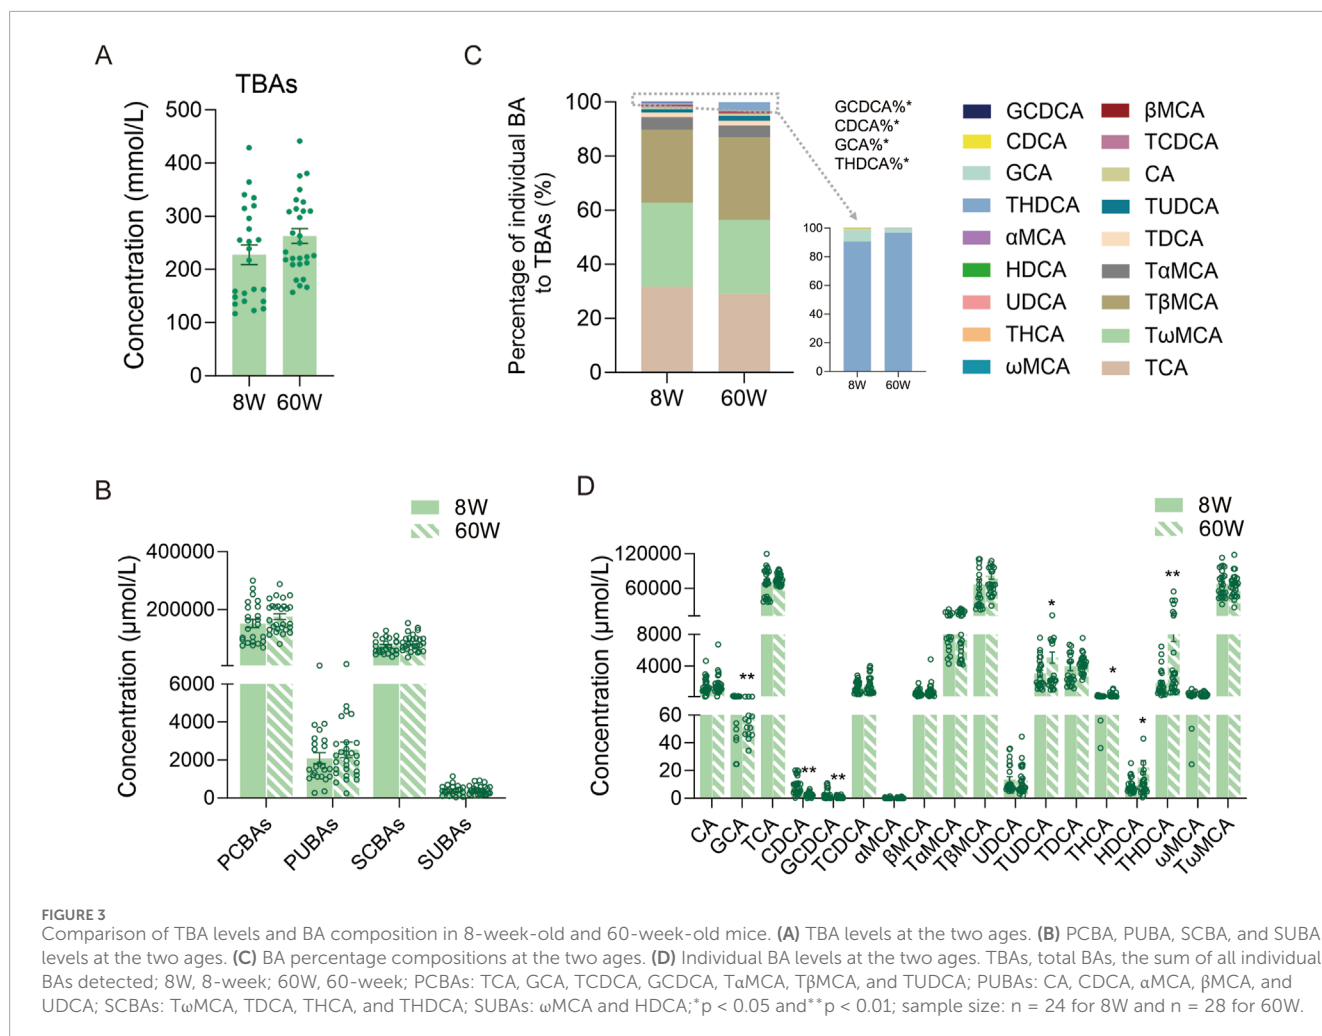 A
TBAs
Concentration (mmol/L)
500
400
300
200
100
0
8W 60W
C
Percentage of individual BA
to TBAs (%)
100
80
60
40
20
0
8W 60W
GCDCA%*
CDCA%*
GCA%*
THDCA%*
100
80
60
40
20
0
8W 60W
GCDCA
CDCA
GCA
THDCA
αMCA
HDCA
UDCA
THCA
ωMCA
βMCA
TCDCA
CA
TUDCA
TDCA
TαMCA
TβMCA
TωMCA
TCA
B
8W
60W
Concentration (μmol/L)
400000
200000
6000
4000
2000
0
PCBAs PUBAs SCBAs SUBAs
D
8W
60W
Concentration (μmol/L)
120000
60000
8000
4000
60
40
20
0
** ** ** * * * **
CA GCA TCA CDCA GCDCA TCDCA αMCA βMCA TαMCA TβMCA UDCA TUDCA TDCA THCA HDCA THDCA ωMCA TωMCA
FIGURE 3
Comparison of TBA levels and BA composition in 8-week-old and 60-week-old mice. (A) TBA levels at the two ages. (B) PCBA, PUBA, SCBA, and SUBA
levels at the two ages. (C) BA percentage compositions at the two ages. (D) Individual BA levels at the two ages. TBAs, total BAs, the sum of all individual
BAs detected; 8W, 8-week; 60W, 60-week; PCBAs: TCA, GCA, TCDCA, GCDCA, TαMCA, TβMCA, and TUDCA; PUBAs: CA, CDCA, αMCA, βMCA, and
UDCA; SCBAs: TωMCA, TDCA, THCA, and THDCA; SUBAs: ωMCA and HDCA;*p < 0.05 and**p < 0.01; sample size: n = 24 for 8W and n = 28 for 60W.